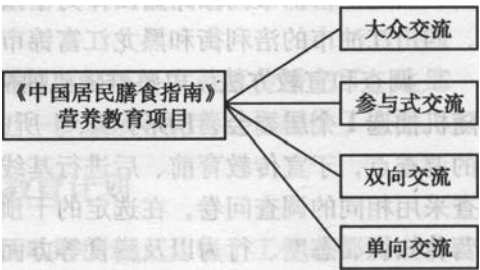 《中国居民膳食指南》
营养教育项目
大众交流
参与式交流
双向交流
单向交流